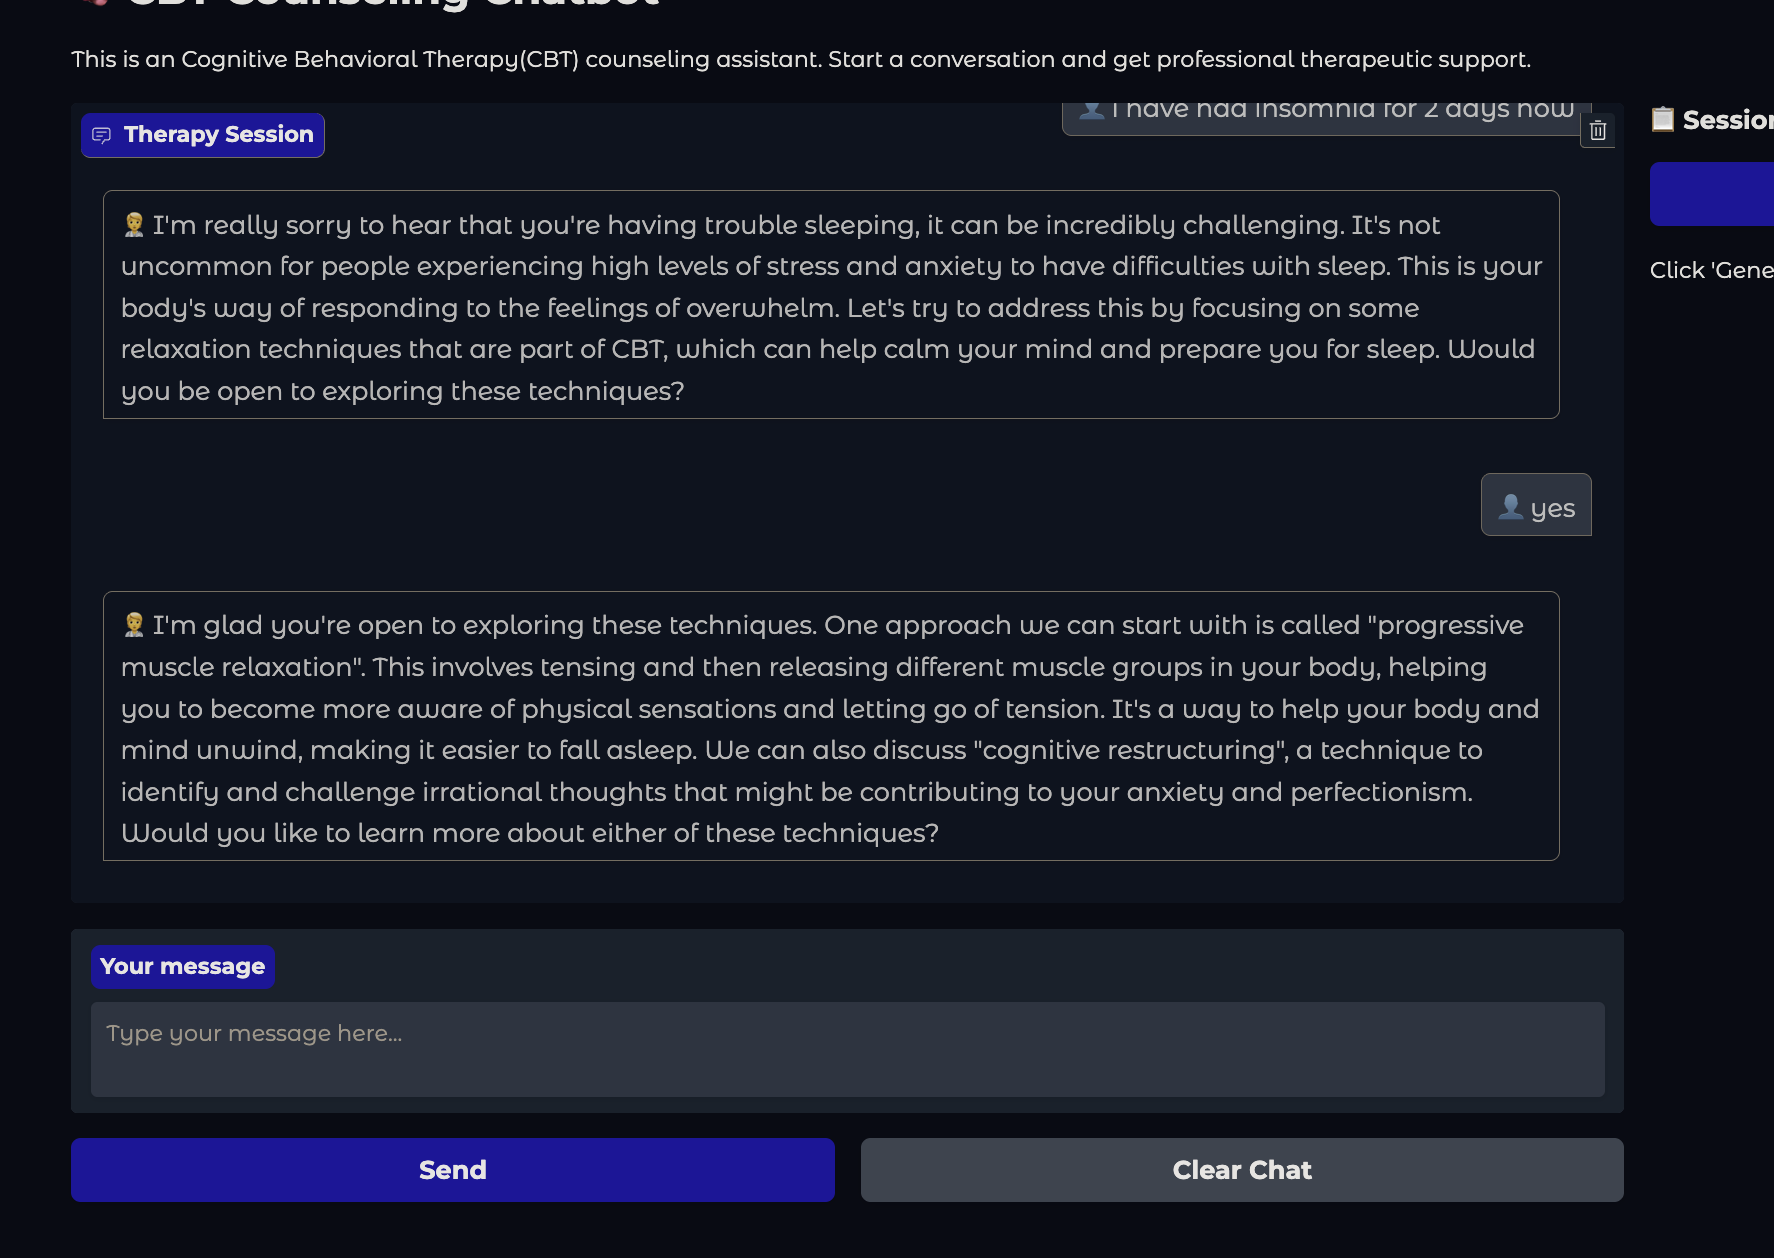 CBT Counseling Chatbot
This is an Cognitive Behavioral Therapy(CBT) counseling assistant. Start a conversation and get professional therapeutic support.
I have had insomnia for 2 days now
Therapy Session
I'm really sorry to hear that you're having trouble sleeping, it can be incredibly challenging. It's not
uncommon for people experiencing high levels of stress and anxiety to have difficulties with sleep. This is your
body's way of responding to the feelings of overwhelm. Let's try to address this by focusing on some
relaxation techniques that are part of CBT, which can help calm your mind and prepare you for sleep. Would
you be open to exploring these techniques?
yes
I'm glad you're open to exploring these techniques. One approach we can start with is called "progressive
muscle relaxation". This involves tensing and then releasing different muscle groups in your body, helping
you to become more aware of physical sensations and letting go of tension. It's a way to help your body and
mind unwind, making it easier to fall asleep. We can also discuss "cognitive restructuring", a technique to
identify and challenge irrational thoughts that might be contributing to your anxiety and perfectionism.
Would you like to learn more about either of these techniques?
Your message
Type your message here...
Send
Clear Chat
Session
Click 'Gene